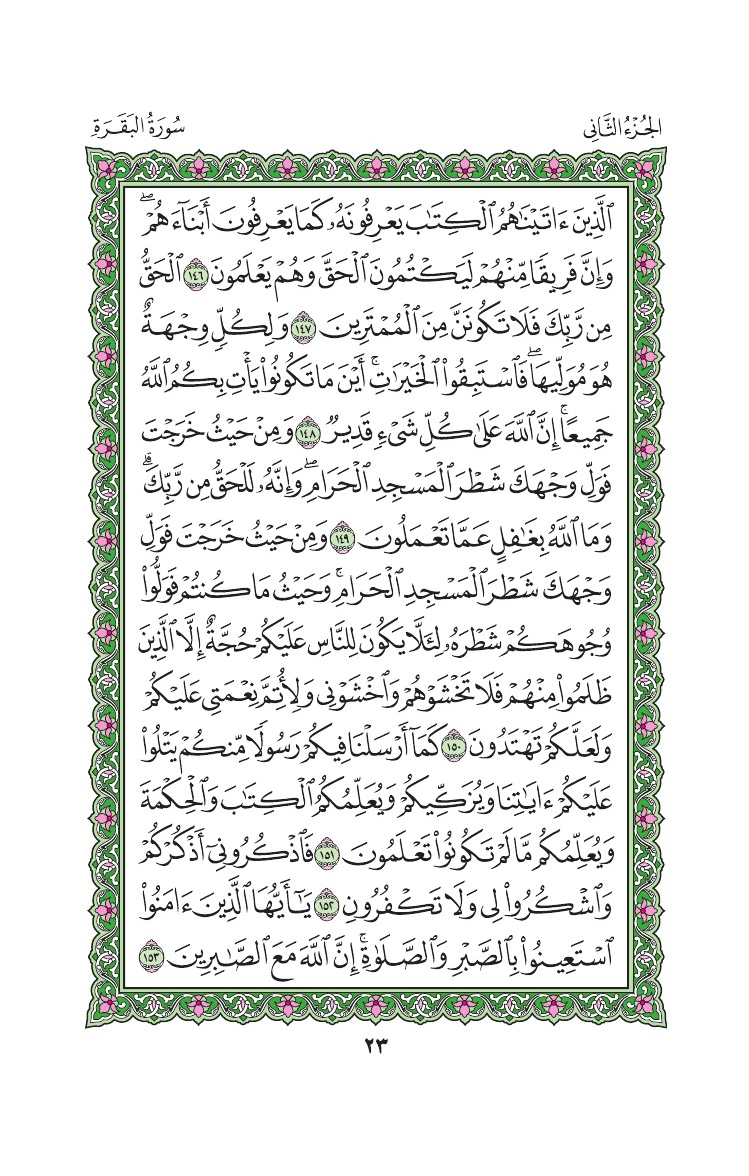 الجُزْءُ الثَّانِى
سُورَةُ البَقَرَةِ
ٱلَّذِينَ ءَاتَيْنَٰهُمُ ٱلْكِتَٰبَ يَعْرِفُونَهُۥ كَمَا يَعْرِفُونَ أَبْنَآءَهُمْۖ
وَإِنَّ فَرِيقًا مِّنْهُمْ لَيَكْتُمُونَ ٱلْحَقَّ وَهُمْ يَعْلَمُونَ ١٤٦ ٱلْحَقُّ
مِن رَّبِّكَ فَلَا تَكُونَنَّ مِنَ ٱلْمُمْتَرِينَ ١٤٧ وَلِكُلٍّ وِجْهَةٌ
هُوَ مُوَلِّيهَاۖ فَٱسْتَبِقُوا۟ ٱلْخَيْرَٰتِۚ أَيْنَ مَا تَكُونُوا۟ يَأْتِ بِكُمُ ٱللَّهُ
جَمِيعًاۚ إِنَّ ٱللَّهَ عَلَىٰ كُلِّ شَىْءٍ قَدِيرٌ ١٤٨ وَمِنْ حَيْثُ خَرَجْتَ
فَوَلِّ وَجْهَكَ شَطْرَ ٱلْمَسْجِدِ ٱلْحَرَامِۖ وَإِنَّهُۥ لَلْحَقُّ مِن رَّبِّكَۗ
وَمَا ٱللَّهُ بِغَٰفِلٍ عَمَّا تَعْمَلُونَ ١٤٩ وَمِنْ حَيْثُ خَرَجْتَ فَوَلِّ
وَجْهَكَ شَطْرَ ٱلْمَسْجِدِ ٱلْحَرَامِۚ وَحَيْثُ مَا كُنتُمْ فَوَلُّوا۟
وُجُوهَكُمْ شَطْرَهُۥ لِئَلَّا يَكُونَ لِلنَّاسِ عَلَيْكُمْ حُجَّةٌ إِلَّا ٱلَّذِينَ
ظَلَمُوا۟ مِنْهُمْ فَلَا تَخْشَوْهُمْ وَٱخْشَوْنِى وَلِأُتِمَّ نِعْمَتِى عَلَيْكُمْ
وَلَعَلَّكُمْ تَهْتَدُونَ ١٥٠ كَمَآ أَرْسَلْنَا فِيكُمْ رَسُولًا مِّنكُمْ يَتْلُوا۟
عَلَيْكُمْ ءَايَٰتِنَا وَيُزَكِّيكُمْ وَيُعَلِّمُكُمُ ٱلْكِتَٰبَ وَٱلْحِكْمَةَ
وَيُعَلِّمُكُم مَّا لَمْ تَكُونُوا۟ تَعْلَمُونَ ١٥١ فَٱذْكُرُونِىٓ أَذْكُرْكُمْ
وَٱشْكُرُوا۟ لِى وَلَا تَكْفُرُونِ ١٥٢ يَٰٓأَيُّهَا ٱلَّذِينَ ءَامَنُوا۟
ٱسْتَعِينُوا۟ بِٱلصَّبْرِ وَٱلصَّلَوٰةِۚ إِنَّ ٱللَّهَ مَعَ ٱلصَّٰبِرِينَ ١٥٣
٢٣